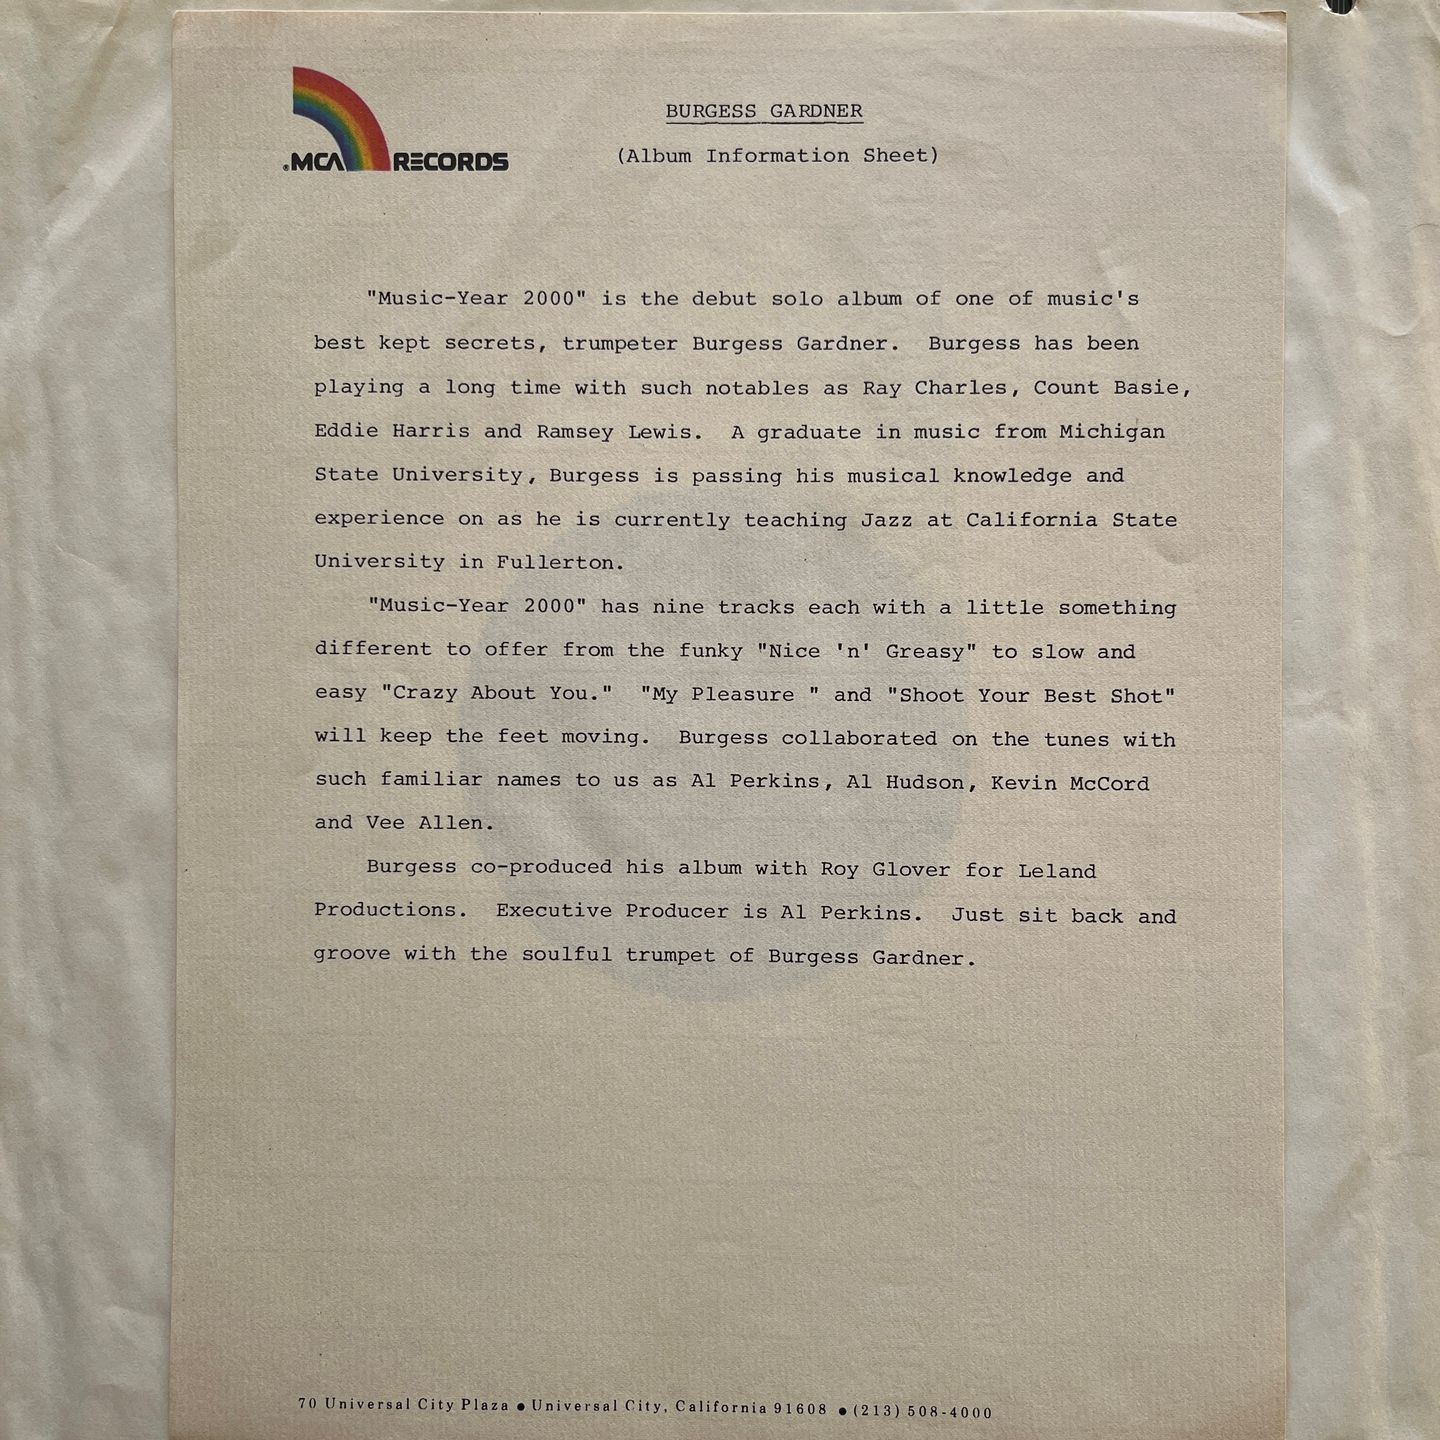 MCA RECORDS
BURGESS GARDNER
(Album Information Sheet)
"Music-Year 2000" is the debut solo album of one of music's
best kept secrets, trumpeter Burgess Gardner.  Burgess has been
playing a long time with such notables as Ray Charles, Count Basie,
Eddie Harris and Ramsey Lewis.  A graduate in music from Michigan
State University, Burgess is passing his musical knowledge and
experience on as he is currently teaching Jazz at California State
University in Fullerton.
"Music-Year 2000" has nine tracks each with a little something
different to offer from the funky "Nice 'n' Greasy" to slow and
easy "Crazy About You."  "My Pleasure " and "Shoot Your Best Shot"
will keep the feet moving.  Burgess collaborated on the tunes with
such familiar names to us as Al Perkins, Al Hudson, Kevin McCord
and Vee Allen.
Burgess co-produced his album with Roy Glover for Leland
Productions.  Executive Producer is Al Perkins.  Just sit back and
groove with the soulful trumpet of Burgess Gardner.
70 Universal City Plaza ● Universal City, California 91608 ● (213) 508-4000